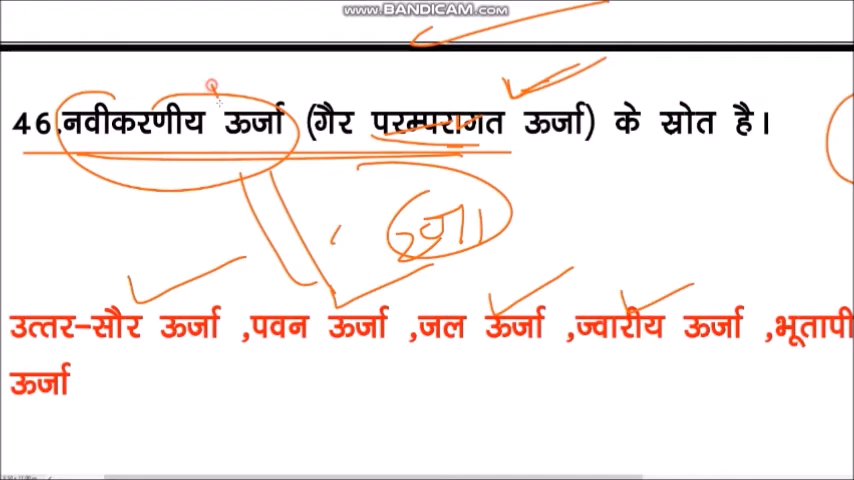 www.BANDICAM.com
46.नवीकरणीय ऊर्जा (गैर परम्परागत ऊर्जा) के स्रोत है।
उत्तर-सौर ऊर्जा ,पवन ऊर्जा ,जल ऊर्जा ,ज्वारीय ऊर्जा ,भूतापी
ऊर्जा